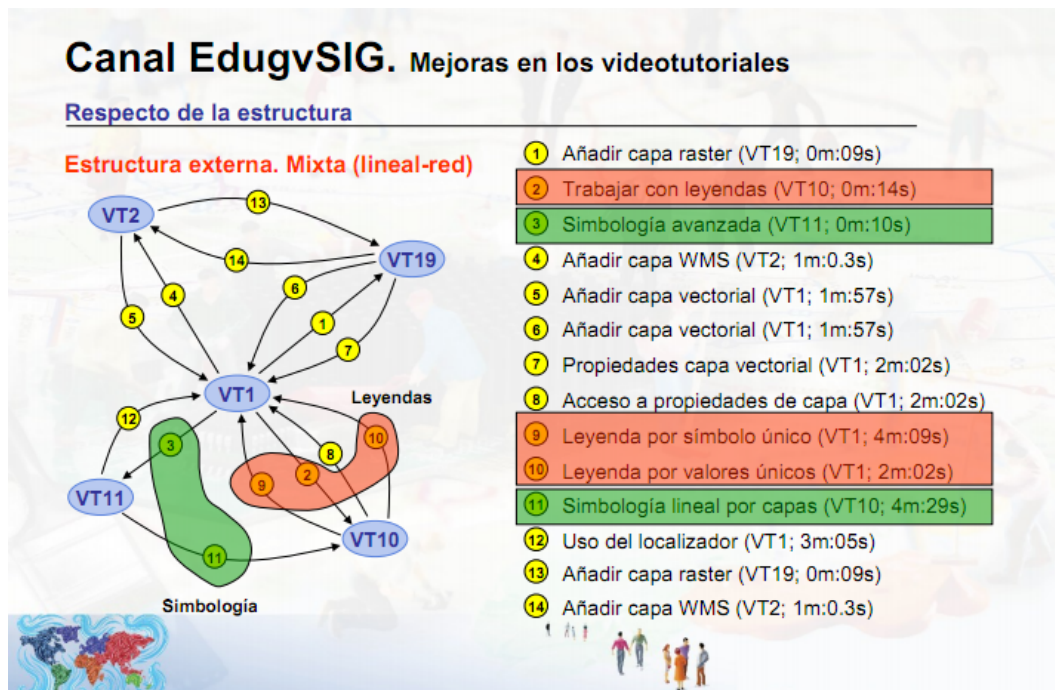 Canal EdugvSIG. Mejoras en los videotutoriales
Respecto de la estructura
Estructura externa. Mixta (lineal-red)
VT2
13
14
VT19
6
4
5
1
7
VT1
Leyendas
12
3
10
8
2
9
VT11
VT10
11
Simbología
1 Añadir capa raster (VT19; 0m:09s)
2 Trabajar con leyendas (VT10; 0m:14s)
3 Simbología avanzada (VT11; 0m:10s)
4 Añadir capa WMS (VT2; 1m:0.3s)
5 Añadir capa vectorial (VT1; 1m:57s)
6 Añadir capa vectorial (VT1; 1m:57s)
7 Propiedades capa vectorial (VT1; 2m:02s)
8 Acceso a propiedades de capa (VT1; 2m:02s)
9 Leyenda por símbolo único (VT1; 4m:09s)
10 Leyenda por valores únicos (VT1; 2m:02s)
11 Simbología lineal por capas (VT10; 4m:29s)
12 Uso del localizador (VT1; 3m:05s)
13 Añadir capa raster (VT19; 0m:09s)
14 Añadir capa WMS (VT2; 1m:0.3s)